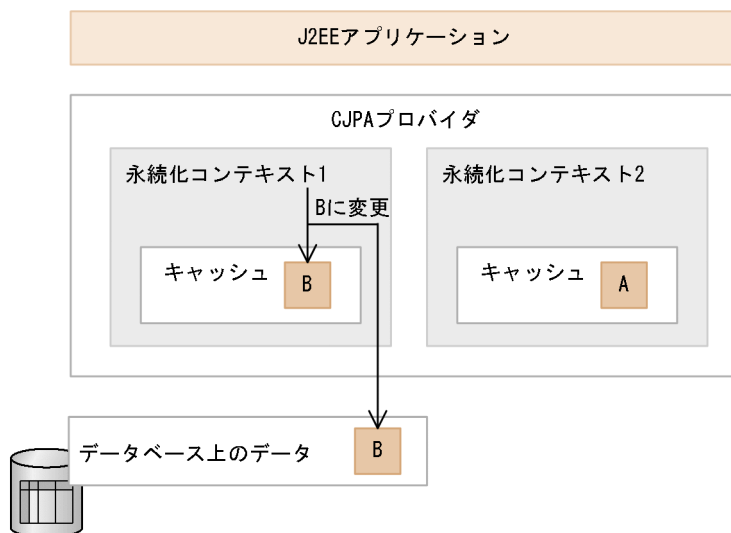 J2EEアプリケーション
CJPAプロバイダ
永続化コンテキスト1
永続化コンテキスト2
Bに変更
キャッシュ
B
キャッシュ
A
データベース上のデータ
B